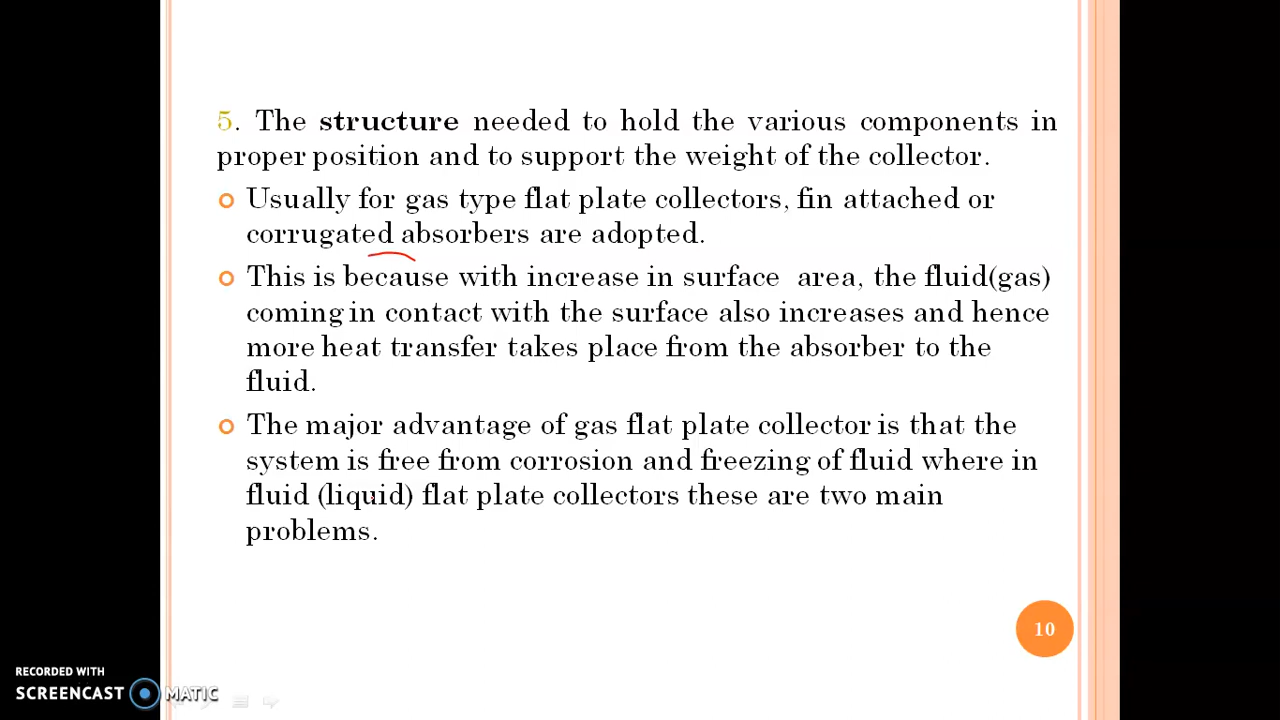 5. The structure needed to hold the various components in
proper position and to support the weight of the collector.
Usually for gas type flat plate collectors, fin attached or
corrugated absorbers are adopted.
This is because with increase in surface area, the fluid(gas)
coming in contact with the surface also increases and hence
more heat transfer takes place from the absorber to the
fluid.
The major advantage of gas flat plate collector is that the
system is free from corrosion and freezing of fluid where in
fluid (liquid) flat plate collectors these are two main
problems.
10
RECORDED WITH
SCREENCAST MATIC